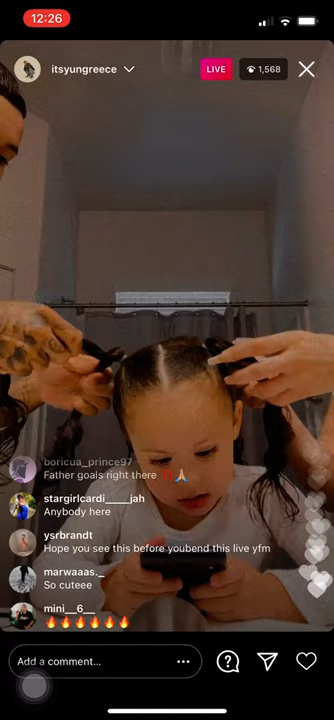 12:26
itsyungreece
LIVE
1,568
boricua_prince97
Father goals right there ‼️🙏🏼
stargirlcardi____jah
Anybody here
ysrbrandt
Hope you see this before youbend this live yfm
marwaaas._
So cuteee
mini__6__
🔥🔥🔥🔥🔥🔥
Add a comment...